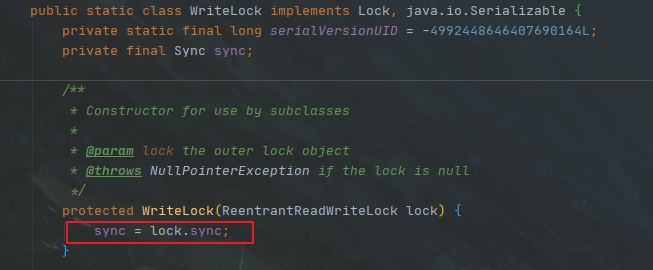 public static class WriteLock implements Lock, java.io.Serializable {
private static final long serialVersionUID = -4992448646407690164L;
private final Sync sync;
/**
* Constructor for use by subclasses
*
* @param lock the outer lock object
* @throws NullPointerException if the lock is null
*/
protected WriteLock(ReentrantReadWriteLock lock) {
sync = lock.sync;
}